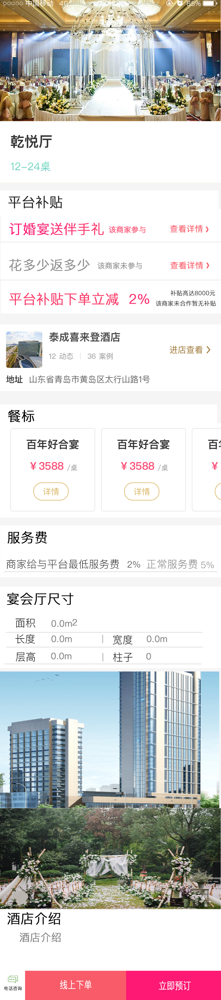 ○○○○○ 中国移动 4G 85%
乾悦厅
12-24桌
平台补贴
订婚宴送伴手礼 该商家参与 查看详情 》
花多少返多少 该商家未参与 查看详情 》
平台补贴下单立减 2% 补贴高达8000元
该商家未合作暂无补贴
泰成喜来登酒店
12 动态 | 36 案例
进店查看 >
地址 山东省青岛市黄岛区太行山路1号
餐标
百年好合宴 百年好合宴
¥ 3588 /桌 ¥ 3588 /桌 ¥
详情 详情
服务费
商家给与平台最低服务费 2% 正常服务费 5%
宴会厅尺寸
面积 0.0m2
长度 0.0m | 宽度 0.0m
层高 0.0m | 柱子 0
酒店介绍
酒店介绍
电话咨询 线上下单 立即预订